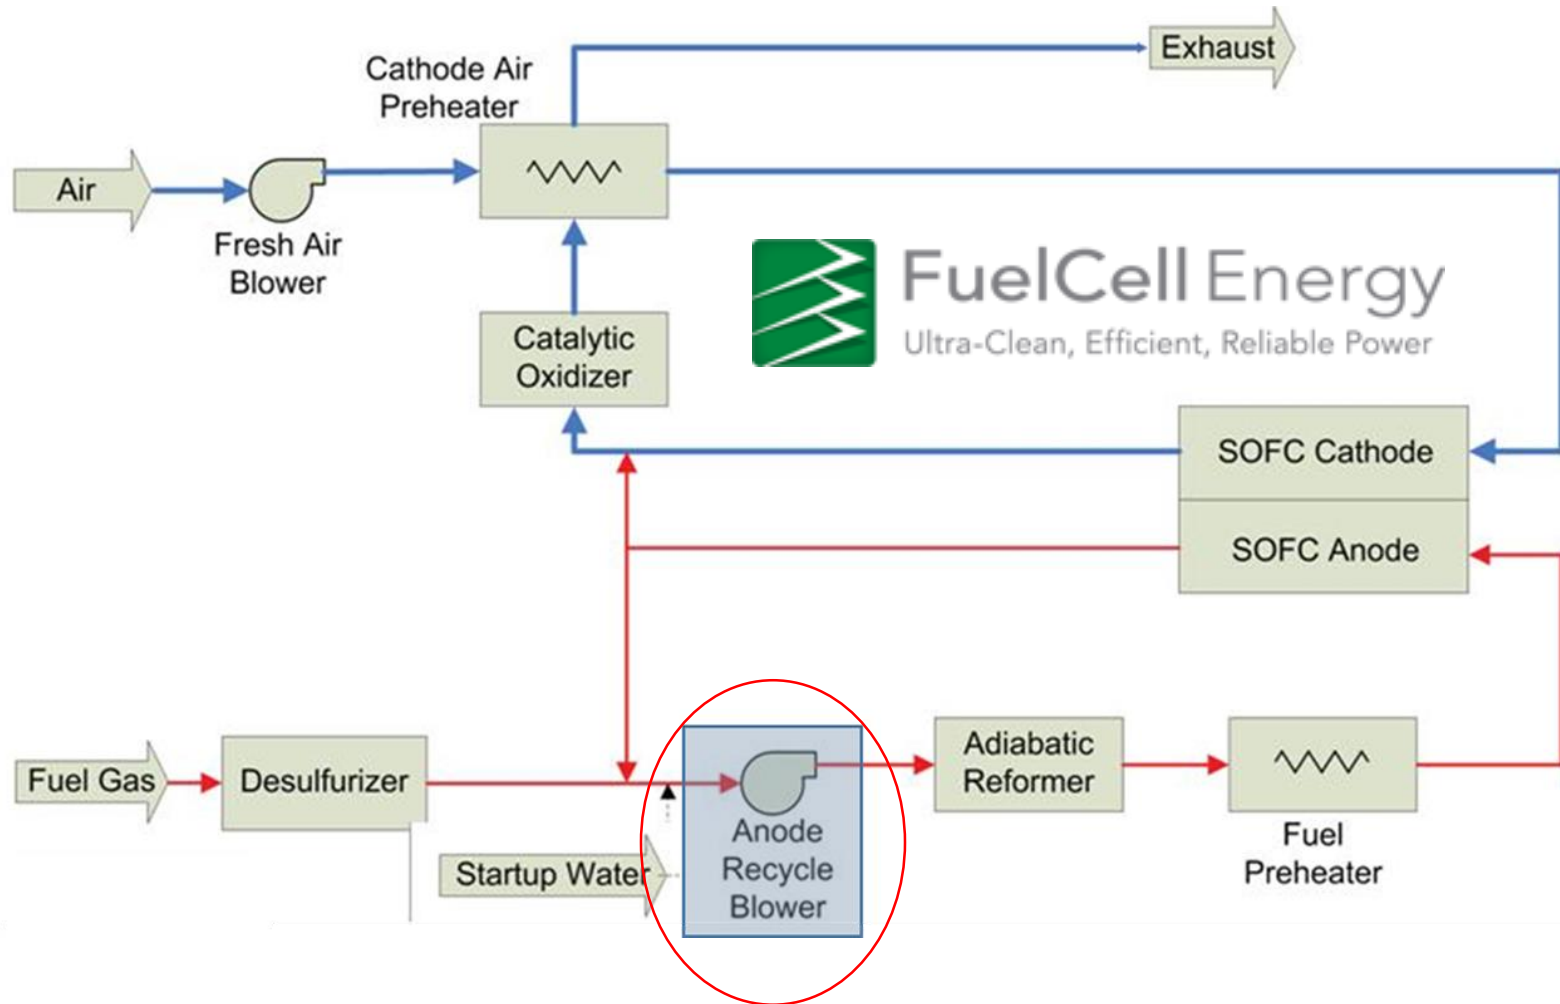 Exhaust
Cathode Air
Preheater
Air
Fresh Air
Blower
FuelCell Energy
Ultra-Clean, Efficient, Reliable Power
Catalytic
Oxidizer
SOFC Cathode
SOFC Anode
Fuel Gas
Desulfurizer
Startup Water
Anode
Recycle
Blower
Adiabatic
Reformer
Fuel
Preheater